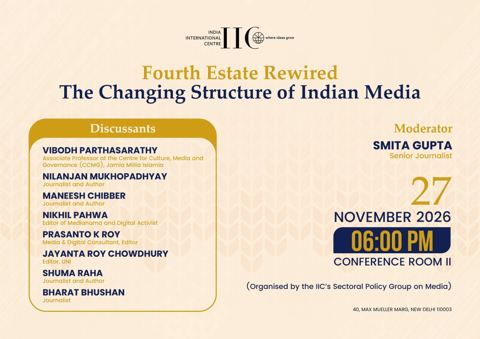 INDIA
INTERNATIONAL
CENTRE
IIC
where ideas grow
Fourth Estate Rewired
The Changing Structure of Indian Media
Discussants
VIBODH PARTHASARATHY
Associate Professor at the Centre for Culture, Media and
Governance (CCMG), Jamia Millia Islamia
NILANJAN MUKHOPADHYAY
Journalist and Author
MANEESH CHIBBER
Journalist and Author
NIKHIL PAHWA
Editor of Medianama and Digital Activist
PRASANTO K ROY
Media & Digital Consultant, Editor
JAYANTA ROY CHOWDHURY
Editor, UNI
SHUMA RAHA
Journalist and Author
BHARAT BHUSHAN
Journalist
Moderator
SMITA GUPTA
Senior Journalist
27
NOVEMBER 2026
06:00 PM
CONFERENCE ROOM II
(Organised by the IIC's Sectoral Policy Group on Media)
40, MAX MUELLER MARG, NEW DELHI 110003